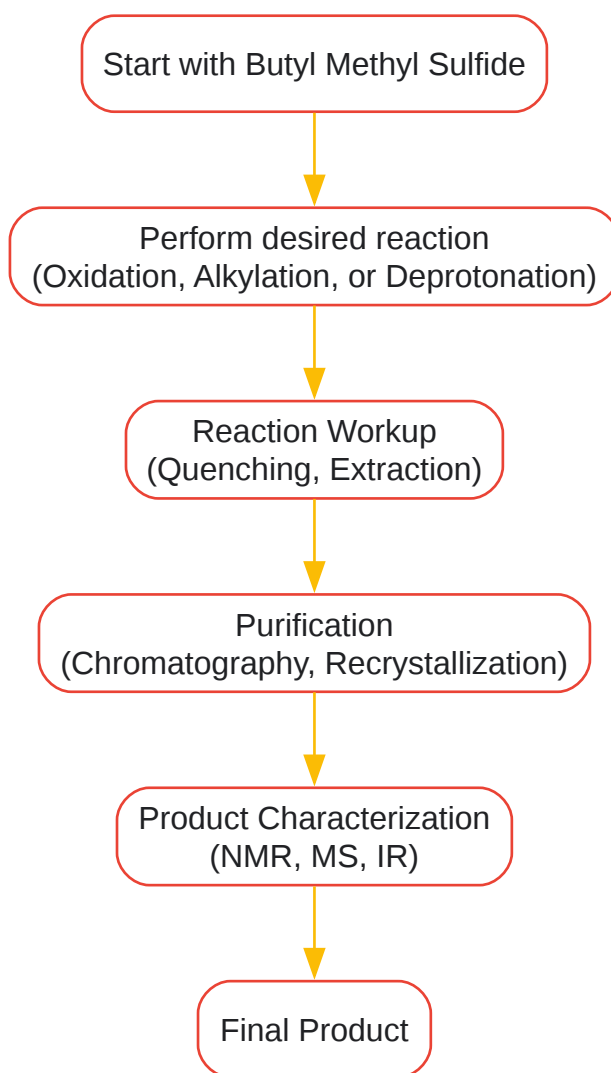 Start with Butyl Methyl Sulfide
Perform desired reaction
(Oxidation, Alkylation, or Deprotonation)
Reaction Workup
(Quenching, Extraction)
Purification
(Chromatography, Recrystallization)
Product Characterization
(NMR, MS, IR)
Final Product